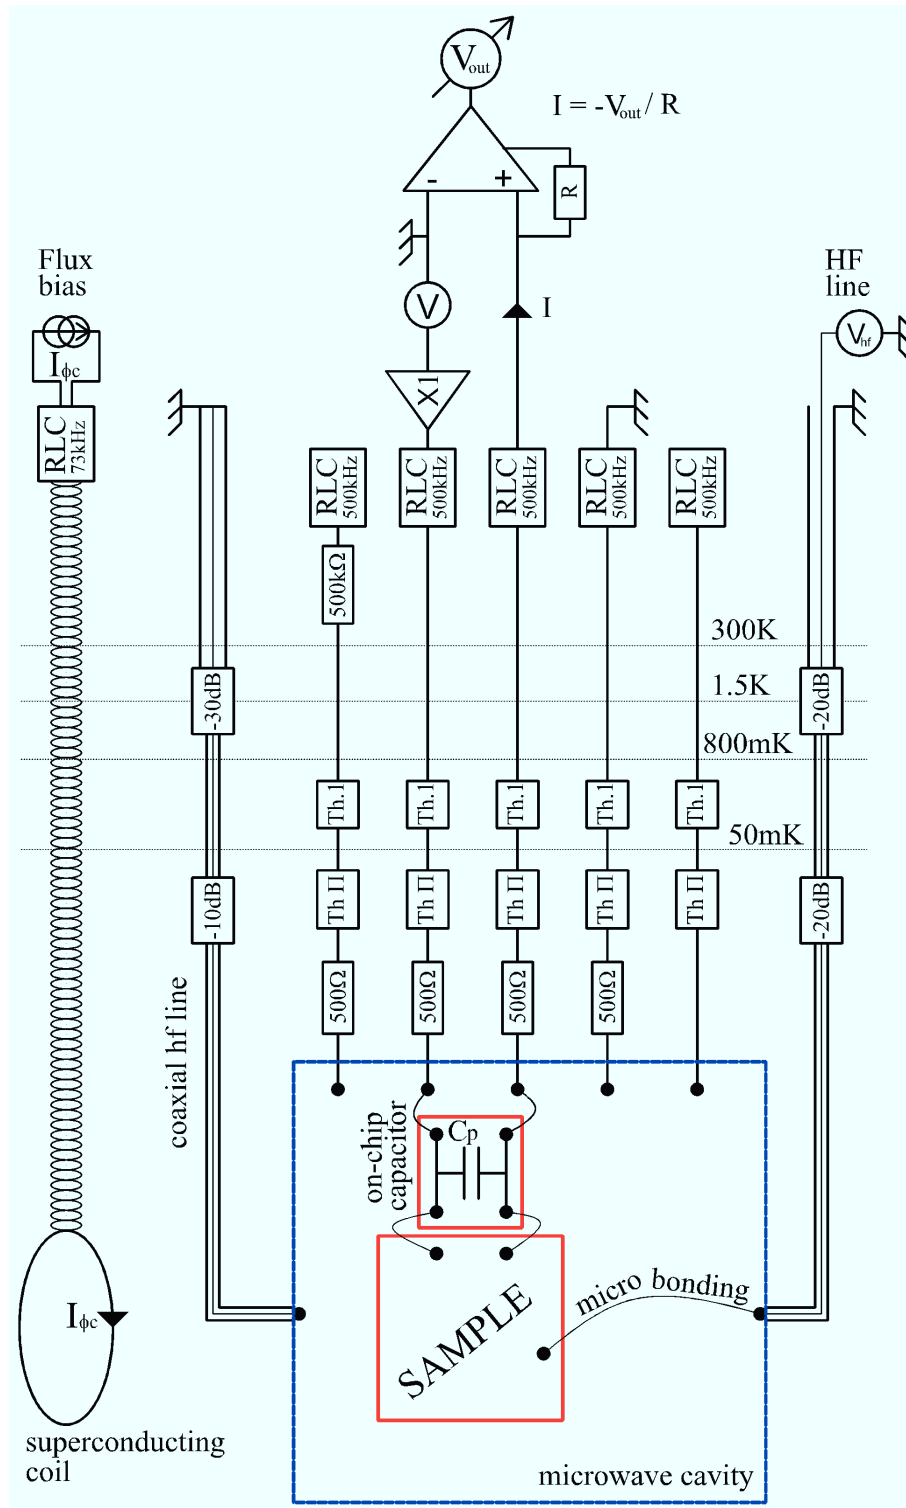 Vout
I = -Vout / R
- +
R
Flux
bias
HF
line
V
I
Vhf
Iϕc
X1
RLC
73kHz
RLC
500kHz
RLC
500kHz
RLC
500kHz
RLC
500kHz
RLC
500kHz
500kΩ
300K
-30dB
1.5K
-20dB
800mK
Th.1
Th.1
Th.1
Th.1
Th.1
50mK
-10dB
Th Π
Th Π
Th Π
Th Π
Th Π
-20dB
500Ω
500Ω
500Ω
500Ω
coaxial hf line
on-chip
capacitor
Cp
micro bonding
SAMPLE
Iϕc
superconducting
coil
microwave cavity